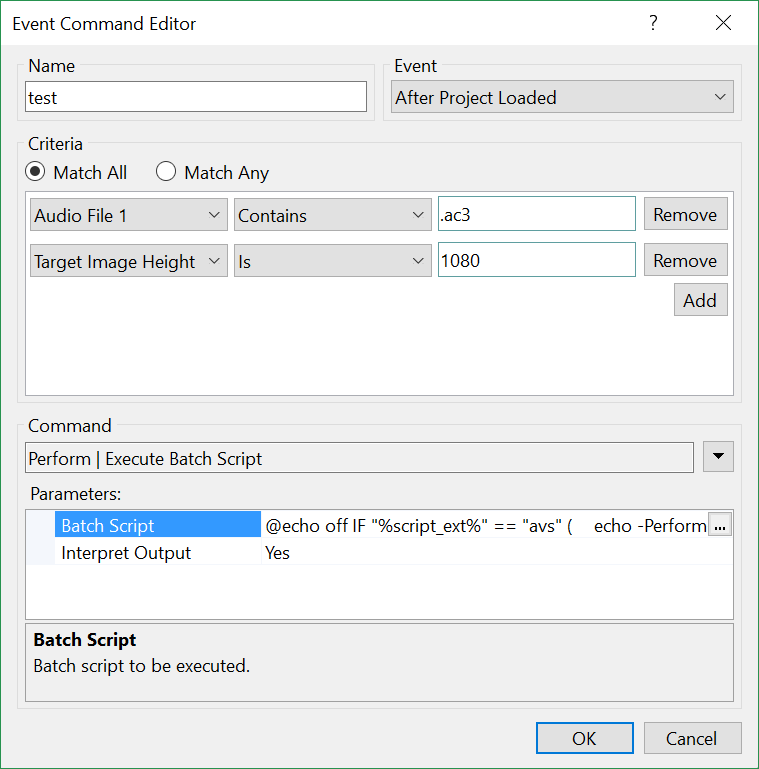 Event Command Editor ?
Name
test
Event
After Project Loaded
Criteria
Match All Match Any
Audio File 1 Contains .ac3 Remove
Target Image Height Is 1080 Remove
Add
Command
Perform | Execute Batch Script
Parameters:
Batch Script @echo off IF "%script_ext%" == "avs" ( echo -Perform ...
Interpret Output Yes
Batch Script
Batch script to be executed.
OK Cancel